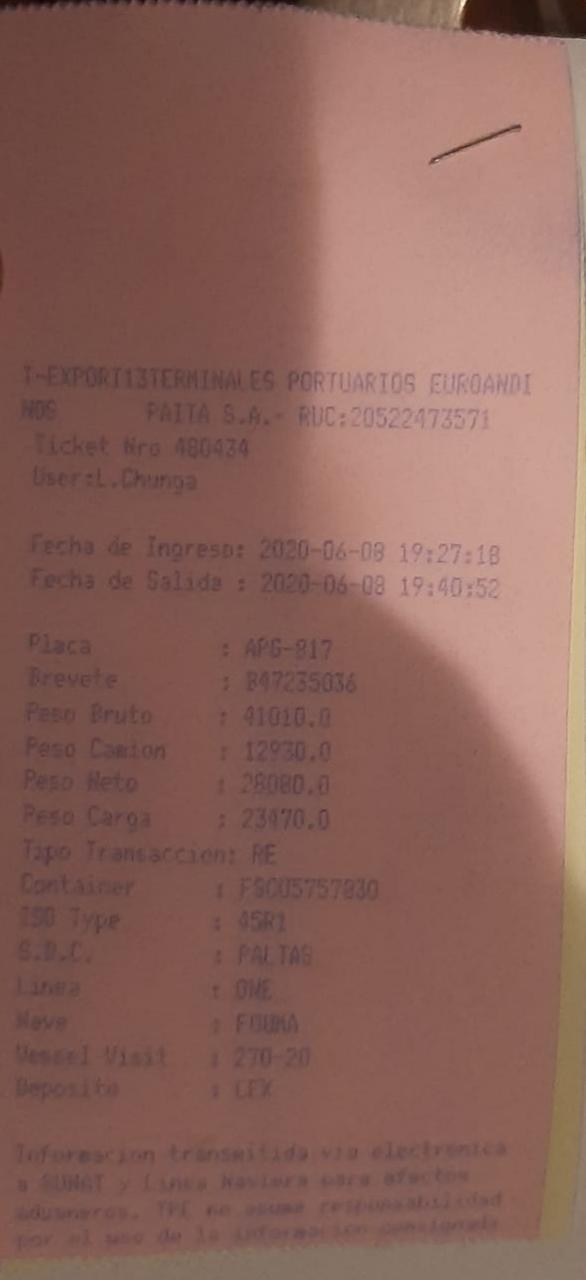 T-EXPORT13TERMINALES PORTUARIOS EUROANDI
NOS PAITA S.A.- RUC:20522473571
Ticket Nro 480434
User:L.Chunga
Fecha de Ingreso: 2020-06-08 19:27:18
Fecha de Salida : 2020-06-08 19:40:52
Placa : APG-817
Brevete : B47235036
Peso Bruto : 41010.0
Peso Camion : 12930.0
Peso Neto : 28080.0
Peso Carga : 23470.0
Tipo Transaccion: RE
Container : FSCU5757830
ISO Type : 45R1
S.B.C. : PALTAS
Linea : ONE
Nave : FOUMA
Vessel Visit : 270-20
Deposito :
Informacion transmitida via electronica
a SUNAT y Linea Naviera para efectos
aduaneros. TPE no asume responsabilidad
por el uso de la informacion consignada